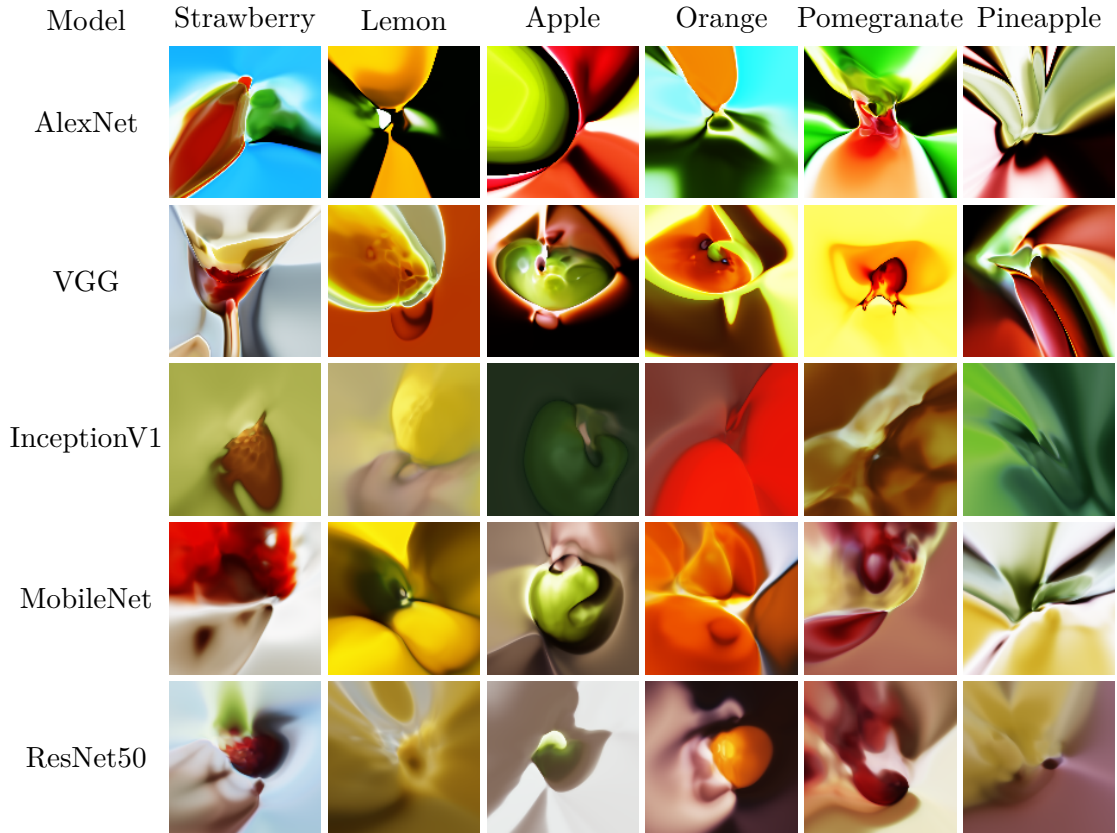 Model Strawberry Lemon Apple Orange Pomegranate Pineapple
AlexNet
VGG
InceptionV1
MobileNet
ResNet50